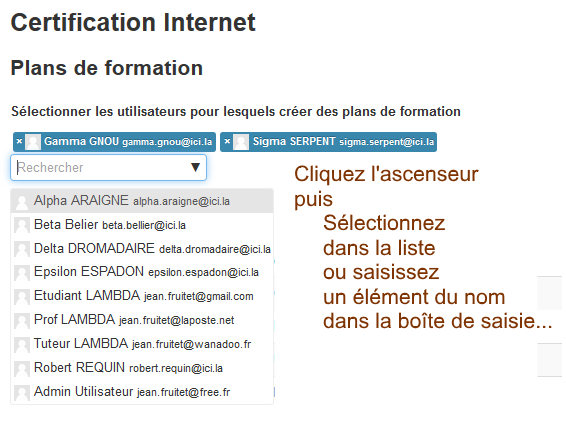 Certification Internet
Plans de formation
Sélectionner les utilisateurs pour lesquels créer des plans de formation
× Gamma GNOU gamma.gnou@ici.la × Sigma SERPENT sigma.serpent@ici.la
Rechercher ▼
Alpha ARAIGNE alpha.araigne@ici.la
Beta Belier beta.bellier@ici.la
Delta DROMADAIRE delta.dromadaire@ici.la
Epsilon ESPADON epsilon.espadon@ici.la
Etudiant LAMBDA jean.fruitet@gmail.com
Prof LAMBDA jean.fruitet@laposte.net
Tuteur LAMBDA jean.fruitet@wanadoo.fr
Robert REQUIN robert.requin@ici.la
Admin Utilisateur jean.fruitet@free.fr
Cliquez l'ascenseur
puis
Sélectionnez
dans la liste
ou saisissez
un élément du nom
dans la boîte de saisie...